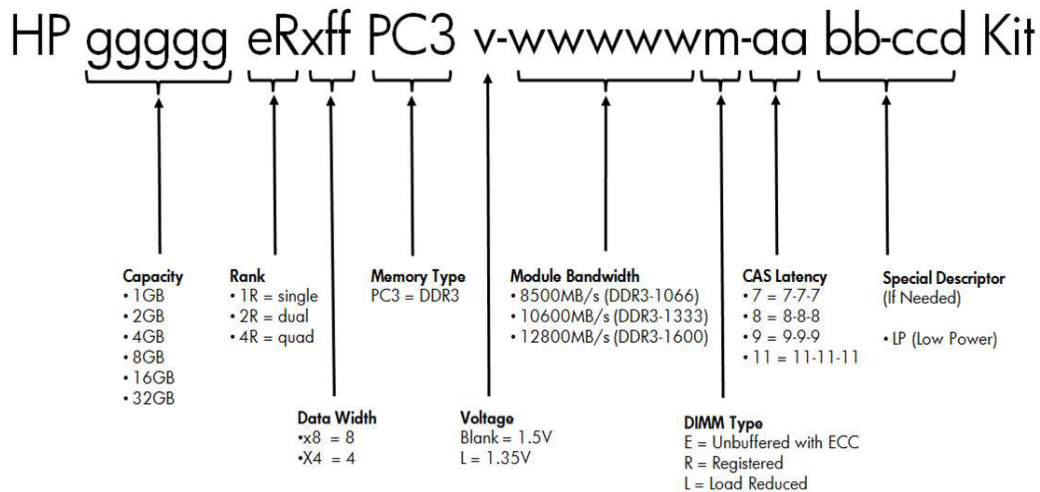 HP ggggg eRxff PC3 v-wwwwwm-aa bb-ccd Kit
Capacity
• 1GB
• 2GB
• 4GB
• 8GB
• 16GB
• 32GB
Rank
• 1R = single
• 2R = dual
• 4R = quad
Memory Type
PC3 = DDR3
Module Bandwidth
• 8500MB/s (DDR3-1066)
• 10600MB/s (DDR3-1333)
• 12800MB/s (DDR3-1600)
CAS Latency
• 7 = 7-7-7
• 8 = 8-8-8
• 9 = 9-9-9
• 11 = 11-11-11
Special Descriptor
(If Needed)
• LP (Low Power)
Data Width
•x8 = 8
•X4 = 4
Voltage
Blank = 1.5V
L = 1.35V
DIMM Type
E = Unbuffered with ECC
R = Registered
L = Load Reduced